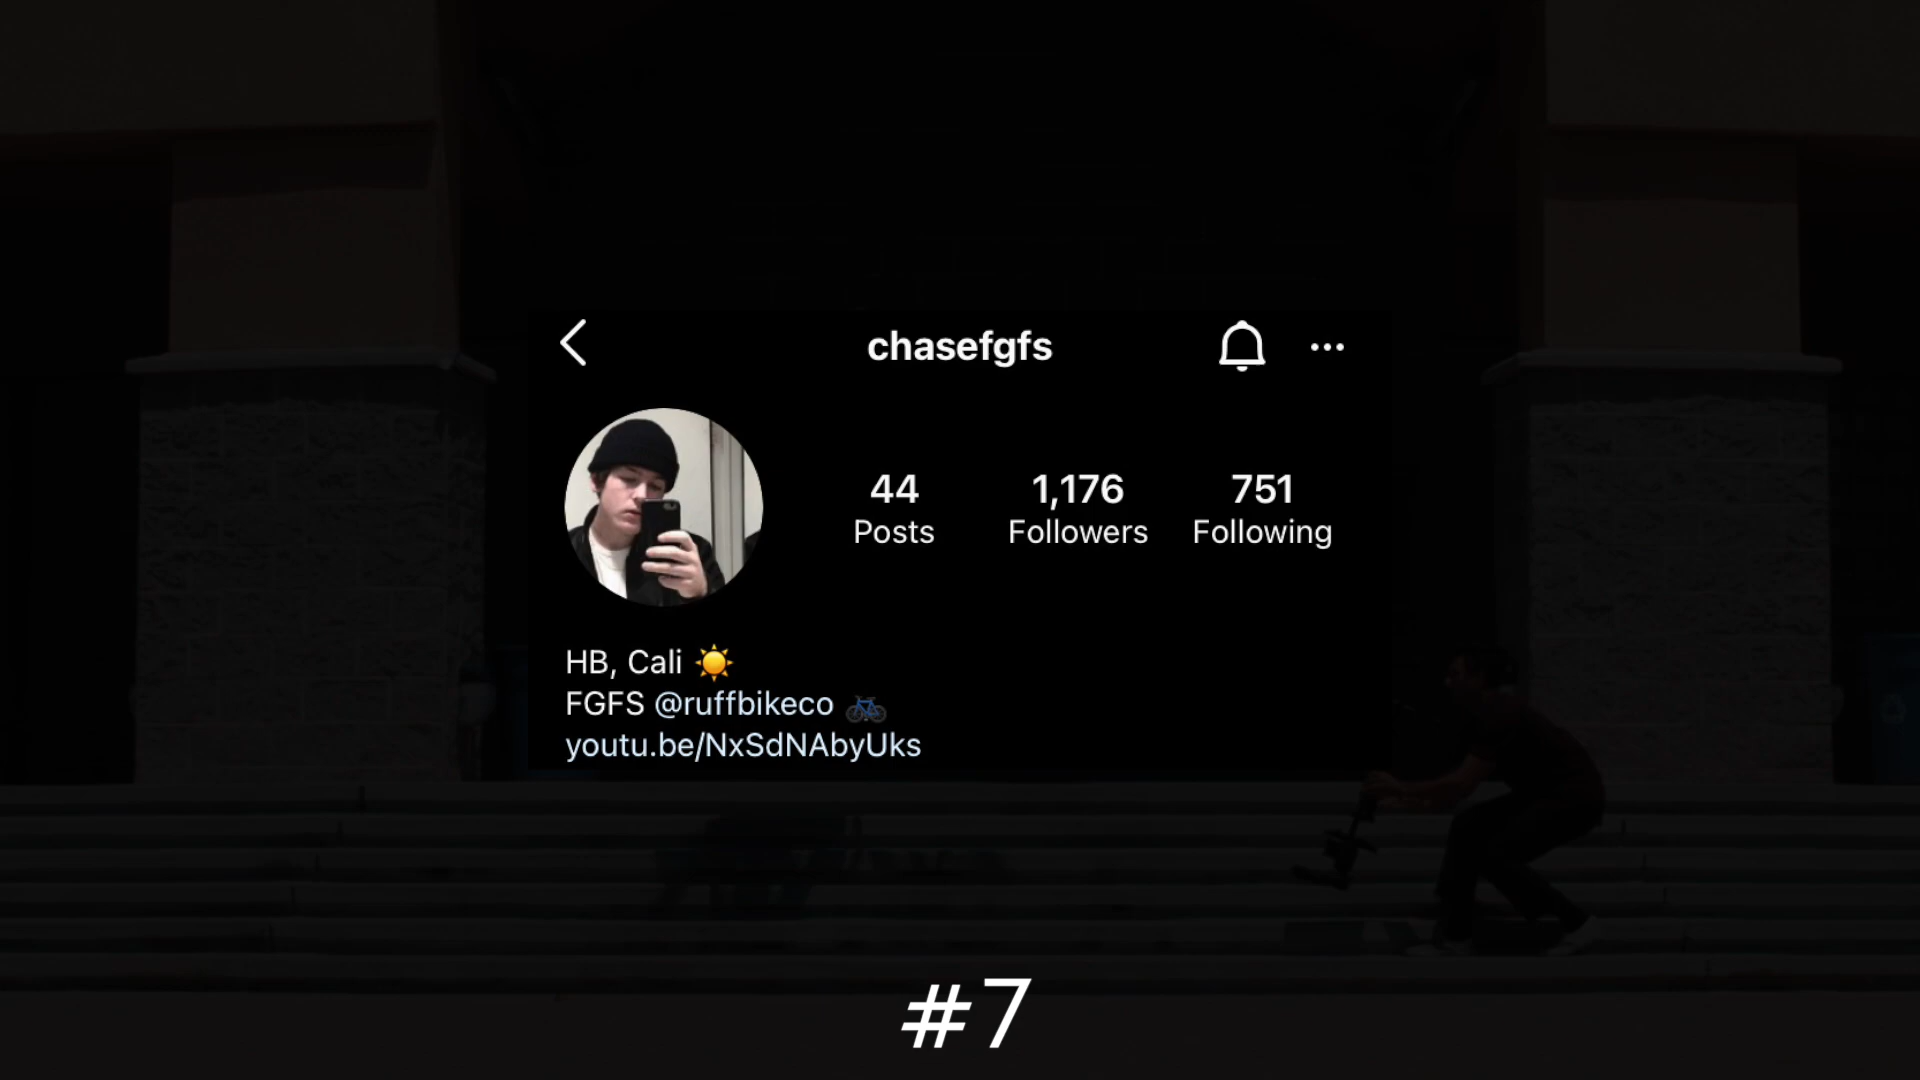 chasefgfs
44 1,176 751
Posts Followers Following
HB, Cali ☀️
FGFS @ruffbikeco 🚲
youtu.be/NxSdNAbyUks
#7